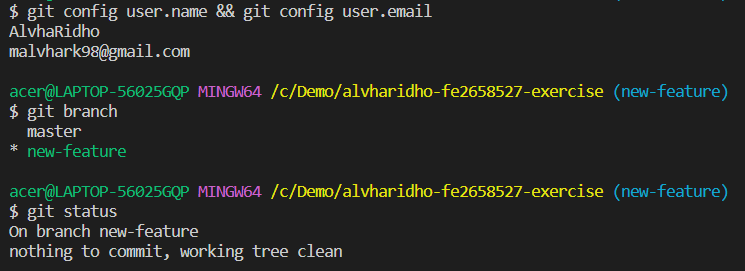 $ git config user.name && git config user.email
AlvhaRidho
malvhark98@gmail.com
acer@LAPTOP-56025GQP MINGW64 /c/Demo/alvharidho-fe2658527-exercise (new-feature)
$ git branch
  master
* new-feature
acer@LAPTOP-56025GQP MINGW64 /c/Demo/alvharidho-fe2658527-exercise (new-feature)
$ git status
On branch new-feature
nothing to commit, working tree clean